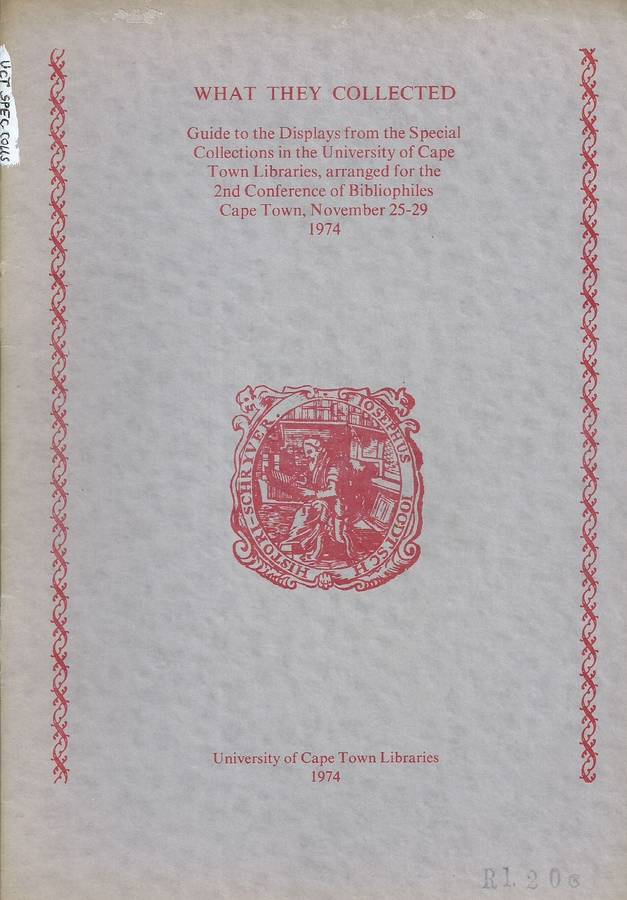 UCT SPEC COLLS
WHAT THEY COLLECTED
Guide to the Displays from the Special
Collections in the University of Cape
Town Libraries, arranged for the
2nd Conference of Bibliophiles
Cape Town, November 25-29
1974
IOSEPHUS IOODTSCH HISTORI-SCHRYVER.
University of Cape Town Libraries
1974
R1.20c